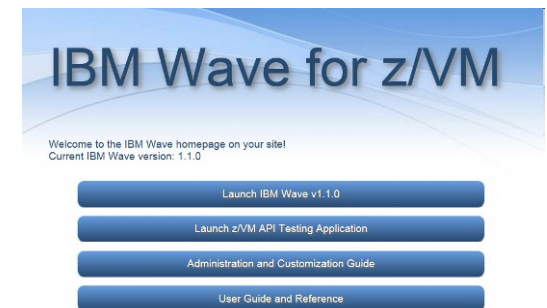 IBM Wave for z/VM
Welcome to the IBM Wave homepage on your site!
Current IBM Wave version: 1.1.0
Launch IBM Wave v1.1.0
Launch z/VM API Testing Application
Administration and Customization Guide
User Guide and Reference